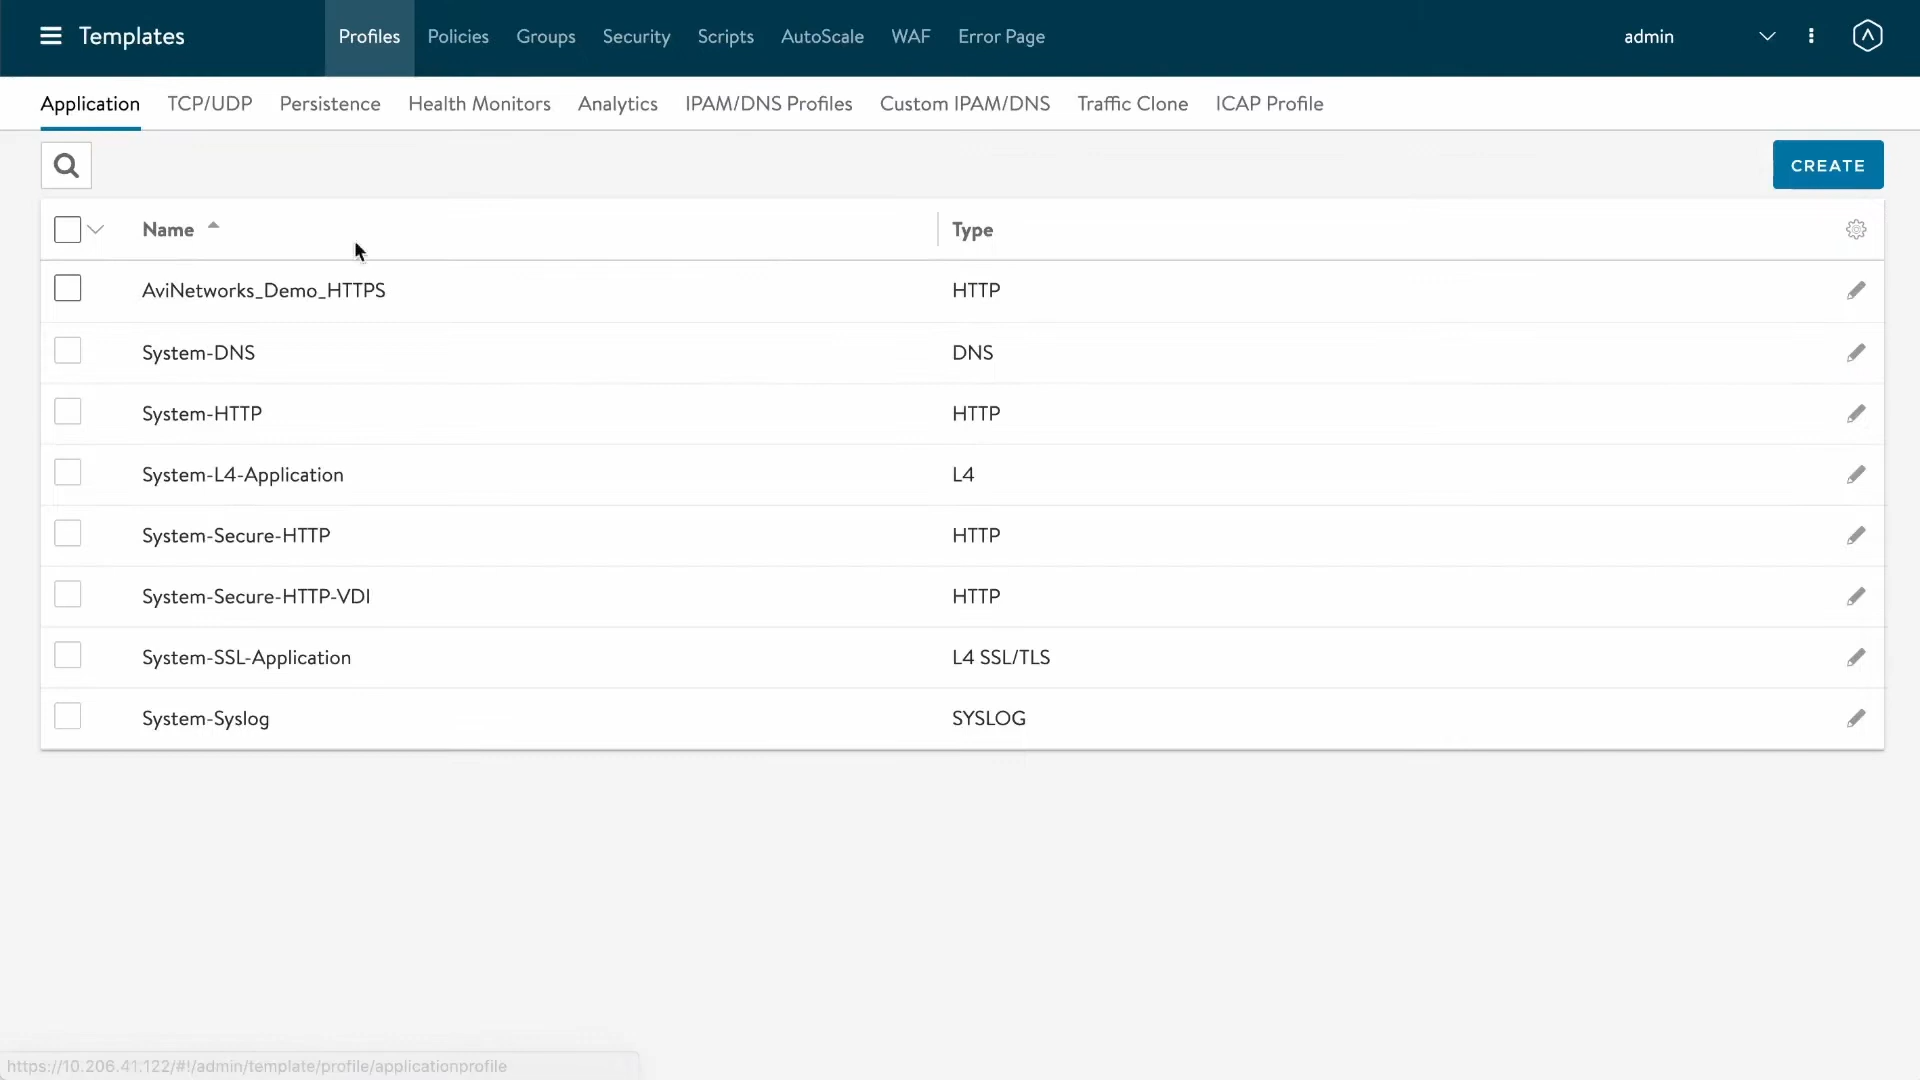 Templates Profiles Policies Groups Security Scripts AutoScale WAF Error Page admin
Application TCP/UDP Persistence Health Monitors Analytics IPAM/DNS Profiles Custom IPAM/DNS Traffic Clone ICAP Profile
CREATE
Name Type
AviNetworks_Demo_HTTPS HTTP
System-DNS DNS
System-HTTP HTTP
System-L4-Application L4
System-Secure-HTTP HTTP
System-Secure-HTTP-VDI HTTP
System-SSL-Application L4 SSL/TLS
System-Syslog SYSLOG
https://10.206.41.122/#!/admin/template/profile/applicationprofile